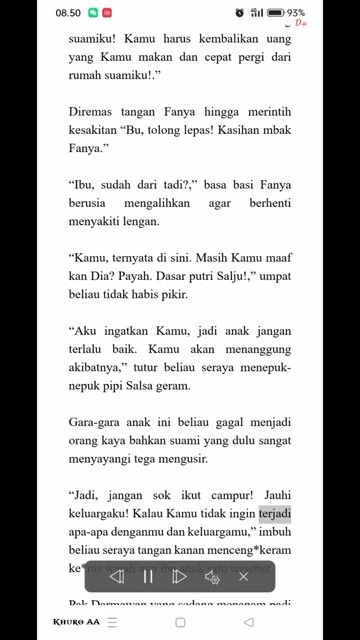 08.50
93%
suamiku! Kamu harus kembalikan uang
yang Kamu makan dan cepat pergi dari
rumah suamiku!.”
Diremas tangan Fanya hingga merintih
kesakitan “Bu, tolong lepas! Kasihan mbak
Fanya.”
“Ibu, sudah dari tadi?,” basa basi Fanya
berusia mengalihkan agar berhenti
menyakiti lengan.
“Kamu, ternyata di sini. Masih Kamu maaf
kan Dia? Payah. Dasar putri Salju!,” umpat
beliau tidak habis pikir.
“Aku ingatkan Kamu, jadi anak jangan
terlalu baik. Kamu akan menanggung
akibatnya,” tutur beliau seraya menepuk-
nepuk pipi Salsa geram.
Gara-gara anak ini beliau gagal menjadi
orang kaya bahkan suami yang dulu sangat
menyayangi tega mengusir.
“Jadi, jangan sok ikut campur! Jauhi
keluargaku! Kalau Kamu tidak ingin terjadi
apa-apa denganmu dan keluargamu,” imbuh
beliau seraya tangan kanan menceng*keram
Pak Darmawan yang sedang menanam padi
Khuro AA